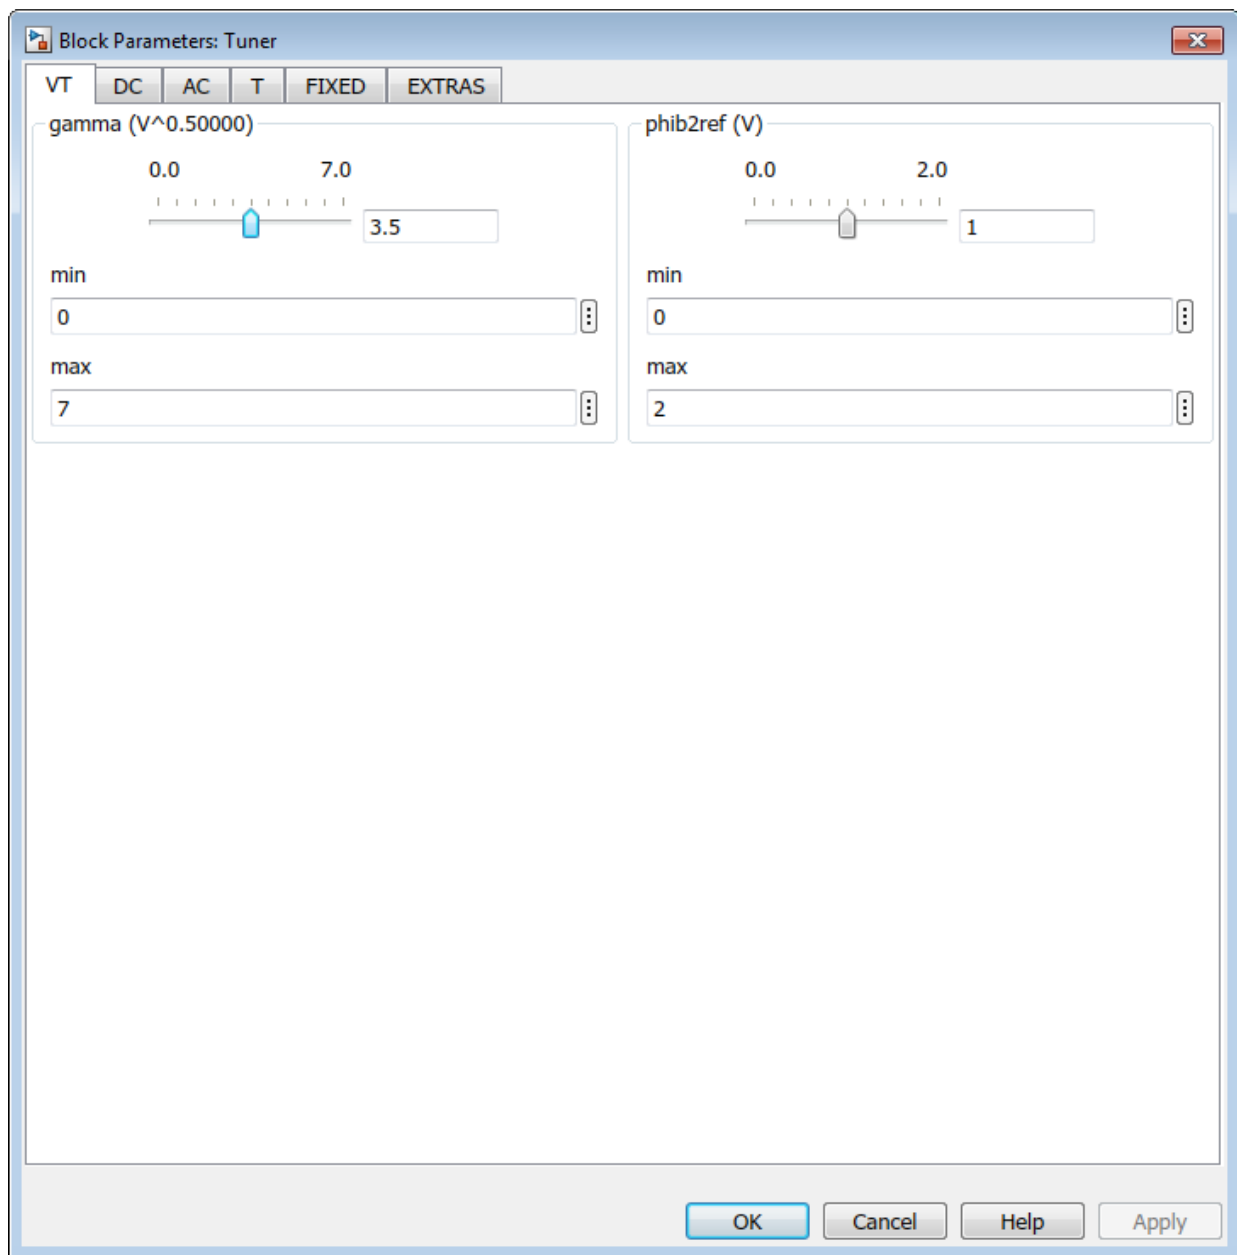 Block Parameters: Tuner
VT DC AC T FIXED EXTRAS
gamma (V^0.50000)
0.0 7.0
3.5
min
0
max
7
phib2ref (V)
0.0 2.0
1
min
0
max
2
OK Cancel Help Apply